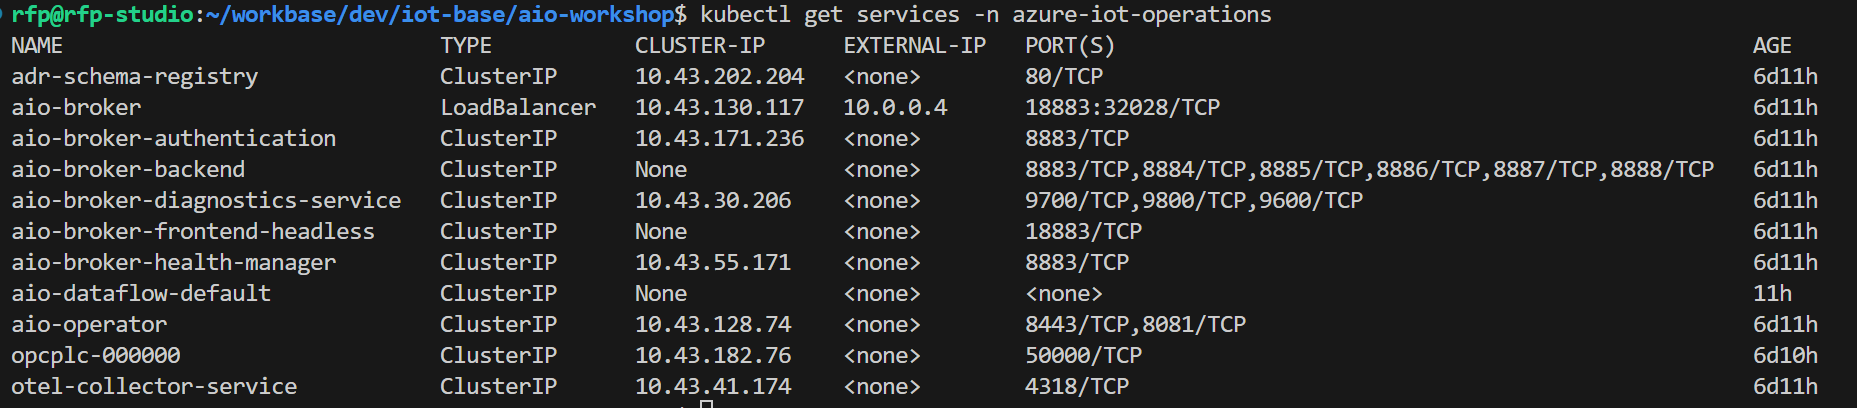 rfp@rfp-studio:~/workbase/dev/iot-base/aio-workshop$ kubectl get services -n azure-iot-operations
NAME TYPE CLUSTER-IP EXTERNAL-IP PORT(S) AGE
adr-schema-registry ClusterIP 10.43.202.204 <none> 80/TCP 6d11h
aio-broker LoadBalancer 10.43.130.117 10.0.0.4 18883:32028/TCP 6d11h
aio-broker-authentication ClusterIP 10.43.171.236 <none> 8883/TCP 6d11h
aio-broker-backend ClusterIP None <none> 8883/TCP,8884/TCP,8885/TCP,8886/TCP,8887/TCP,8888/TCP 6d11h
aio-broker-diagnostics-service ClusterIP 10.43.30.206 <none> 9700/TCP,9800/TCP,9600/TCP 6d11h
aio-broker-frontend-headless ClusterIP None <none> 18883/TCP 6d11h
aio-broker-health-manager ClusterIP 10.43.55.171 <none> 8883/TCP 6d11h
aio-dataflow-default ClusterIP None <none> <none> 11h
aio-operator ClusterIP 10.43.128.74 <none> 8443/TCP,8081/TCP 6d11h
opcplc-000000 ClusterIP 10.43.182.76 <none> 50000/TCP 6d10h
otel-collector-service ClusterIP 10.43.41.174 <none> 4318/TCP 6d11h